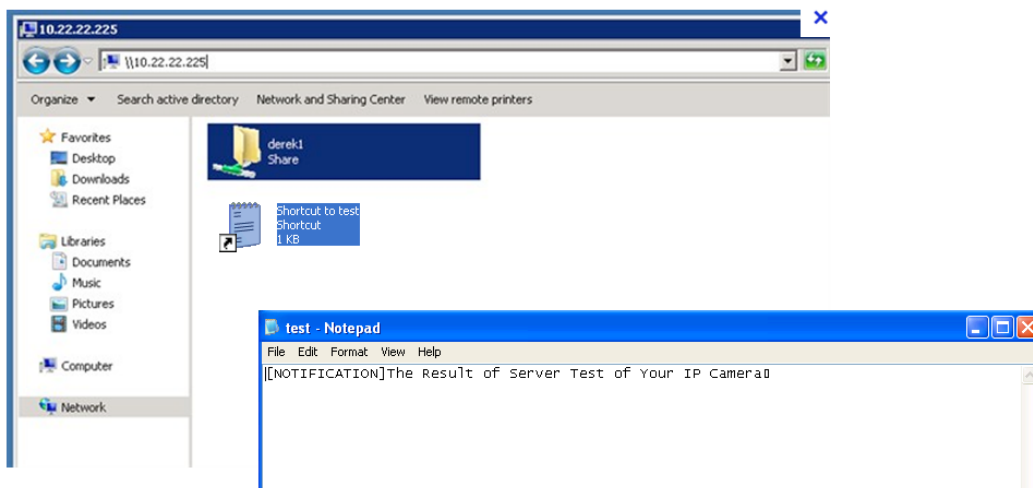 10.22.22.225
\\10.22.22.225
Organize Search active directory Network and Sharing Center View remote printers
Favorites
Desktop
Downloads
Recent Places
Libraries
Documents
Music
Pictures
Videos
Computer
Network
derek1
Share
Shortcut to test
Shortcut
1 KB
test - Notepad
File Edit Format View Help
[NOTIFICATION]The Result of Server Test of Your IP Camera